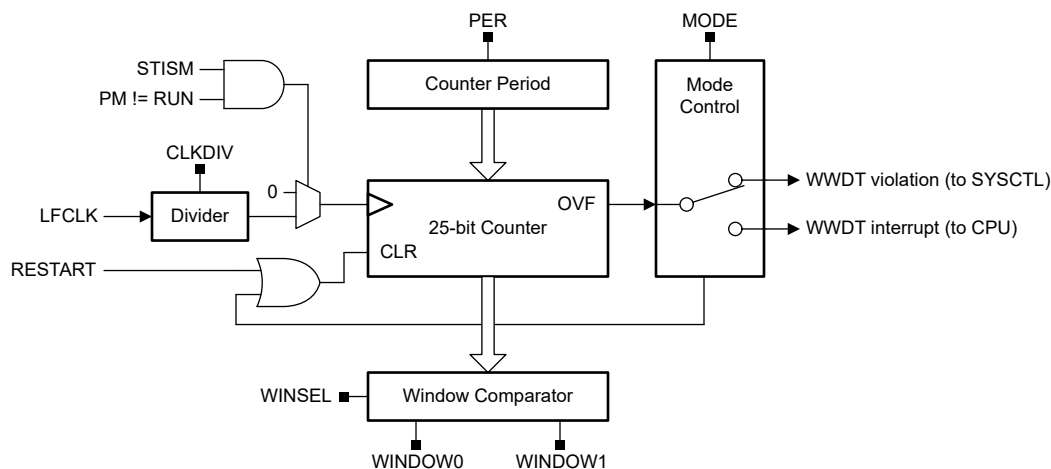 PER
MODE
STISM
PM != RUN
Counter Period
Mode
Control
CLKDIV
0
LFCLK
Divider
OVF
25-bit Counter
CLR
WWDT violation (to SYSCTL)
WWDT interrupt (to CPU)
RESTART
WINSEL
Window Comparator
WINDOW0
WINDOW1